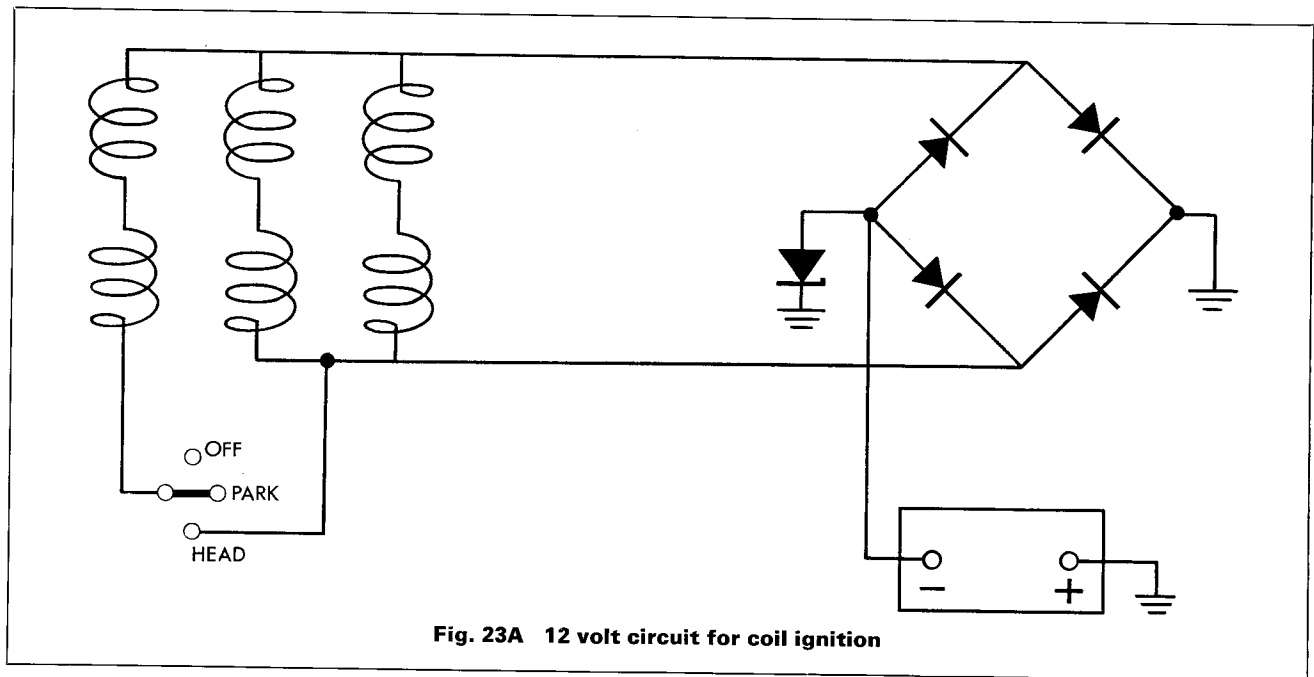 OFF
PARK
HEAD
− +
Fig. 23A 12 volt circuit for coil ignition